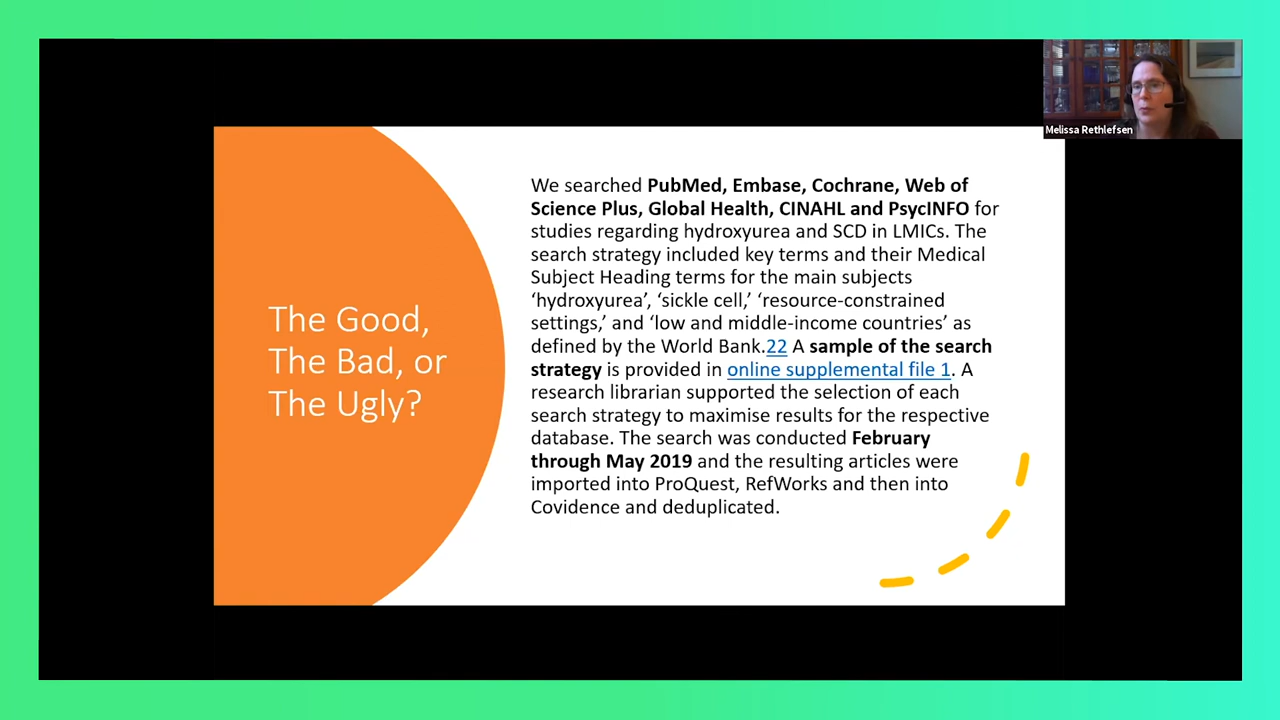 Melissa Rethlefsen
The Good,
The Bad, or
The Ugly?
We searched PubMed, Embase, Cochrane, Web of
Science Plus, Global Health, CINAHL and PsycINFO for
studies regarding hydroxyurea and SCD in LMICs. The
search strategy included key terms and their Medical
Subject Heading terms for the main subjects
‘hydroxyurea’, ‘sickle cell,’ ‘resource-constrained
settings,’ and ‘low and middle-income countries’ as
defined by the World Bank.22 A sample of the search
strategy is provided in online supplemental file 1. A
research librarian supported the selection of each
search strategy to maximise results for the respective
database. The search was conducted February
through May 2019 and the resulting articles were
imported into ProQuest, RefWorks and then into
Covidence and deduplicated.